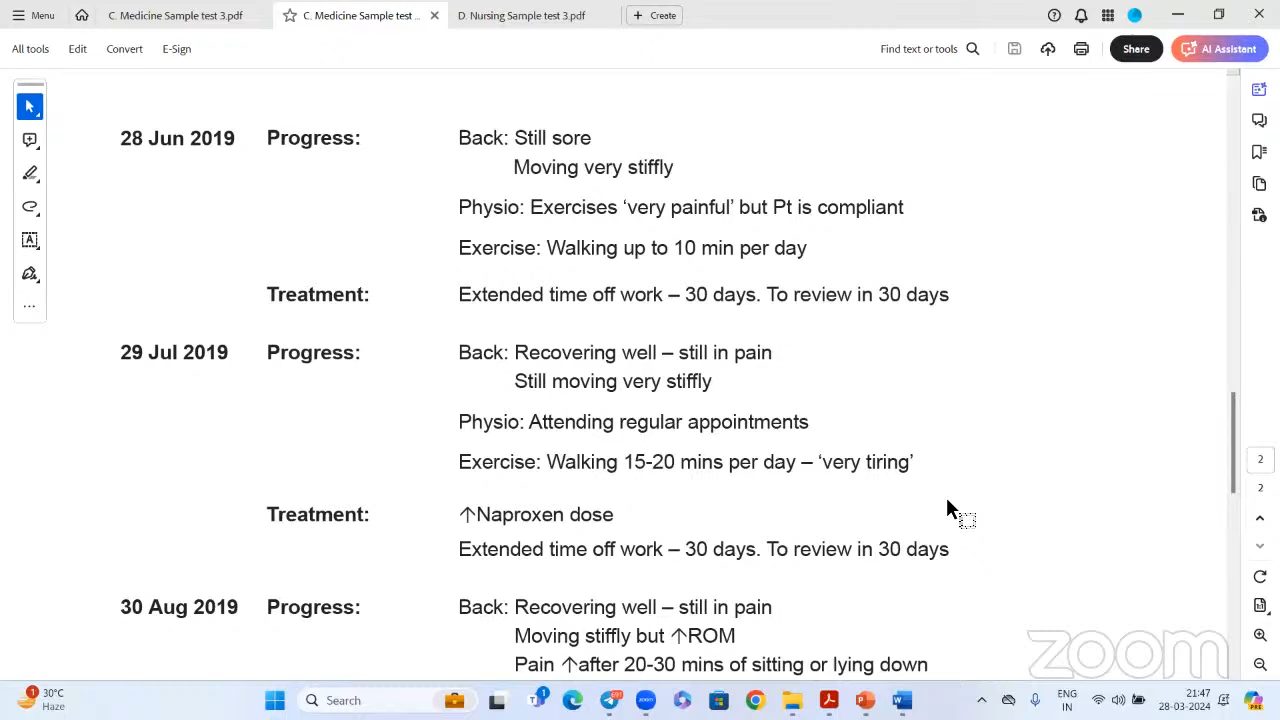 Menu
C. Medicine Sample test 3.pdf
C. Medicine Sample test ...
D Nursing Sample test 3.pdf
+ Create
All tools Edit Convert E-Sign
Find text or tools
Share
AI Assistant
28 Jun 2019 Progress: Back: Still sore
Moving very stiffly
Physio: Exercises ‘very painful’ but Pt is compliant
Exercise: Walking up to 10 min per day
Treatment: Extended time off work – 30 days. To review in 30 days
29 Jul 2019 Progress: Back: Recovering well – still in pain
Still moving very stiffly
Physio: Attending regular appointments
Exercise: Walking 15-20 mins per day – ‘very tiring’
Treatment: ↑Naproxen dose
Extended time off work – 30 days. To review in 30 days
30 Aug 2019 Progress: Back: Recovering well – still in pain
Moving stiffly but ↑ROM
Pain ↑after 20-30 mins of sitting or lying down
2
2
zoom
1
30°C
Haze
Search
1
691
zoom
ENG
IN
21:47
28-03-2024